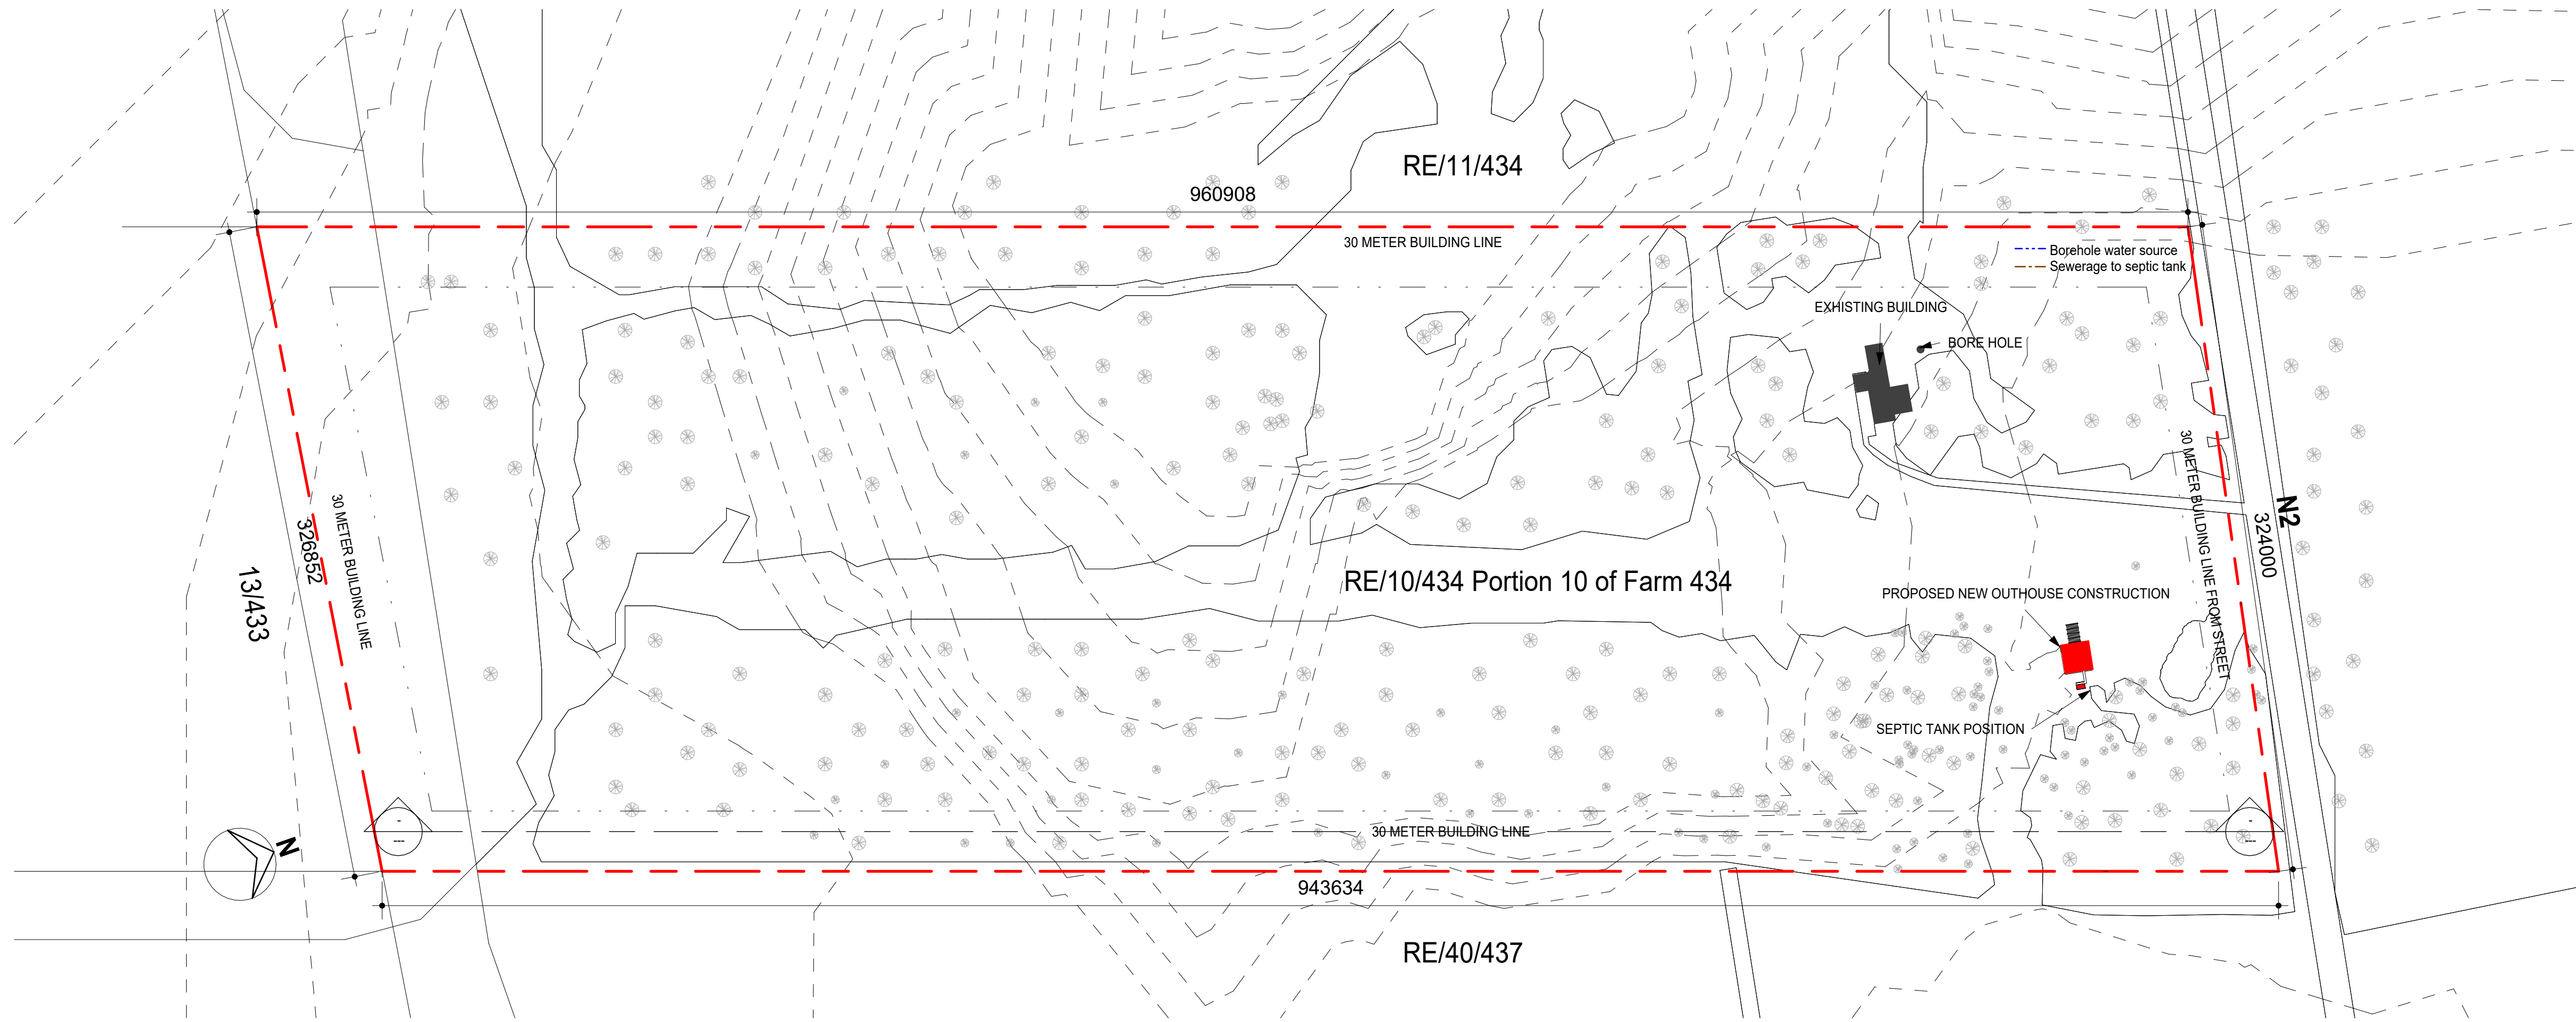 RE/11/434
960908
30 METER BUILDING LINE
Borehole water source
Sewerage to septic tank
EXHISTING BUILDING
BORE HOLE
30 METER BUILDING LINE
326852
13/433
30 METER BUILDING LINE FROM STREET
N2
324000
RE/10/434 Portion 10 of Farm 434
PROPOSED NEW OUTHOUSE CONSTRUCTION
SEPTIC TANK POSITION
30 METER BUILDING LINE
N
-
---
-
---
943634
RE/40/437